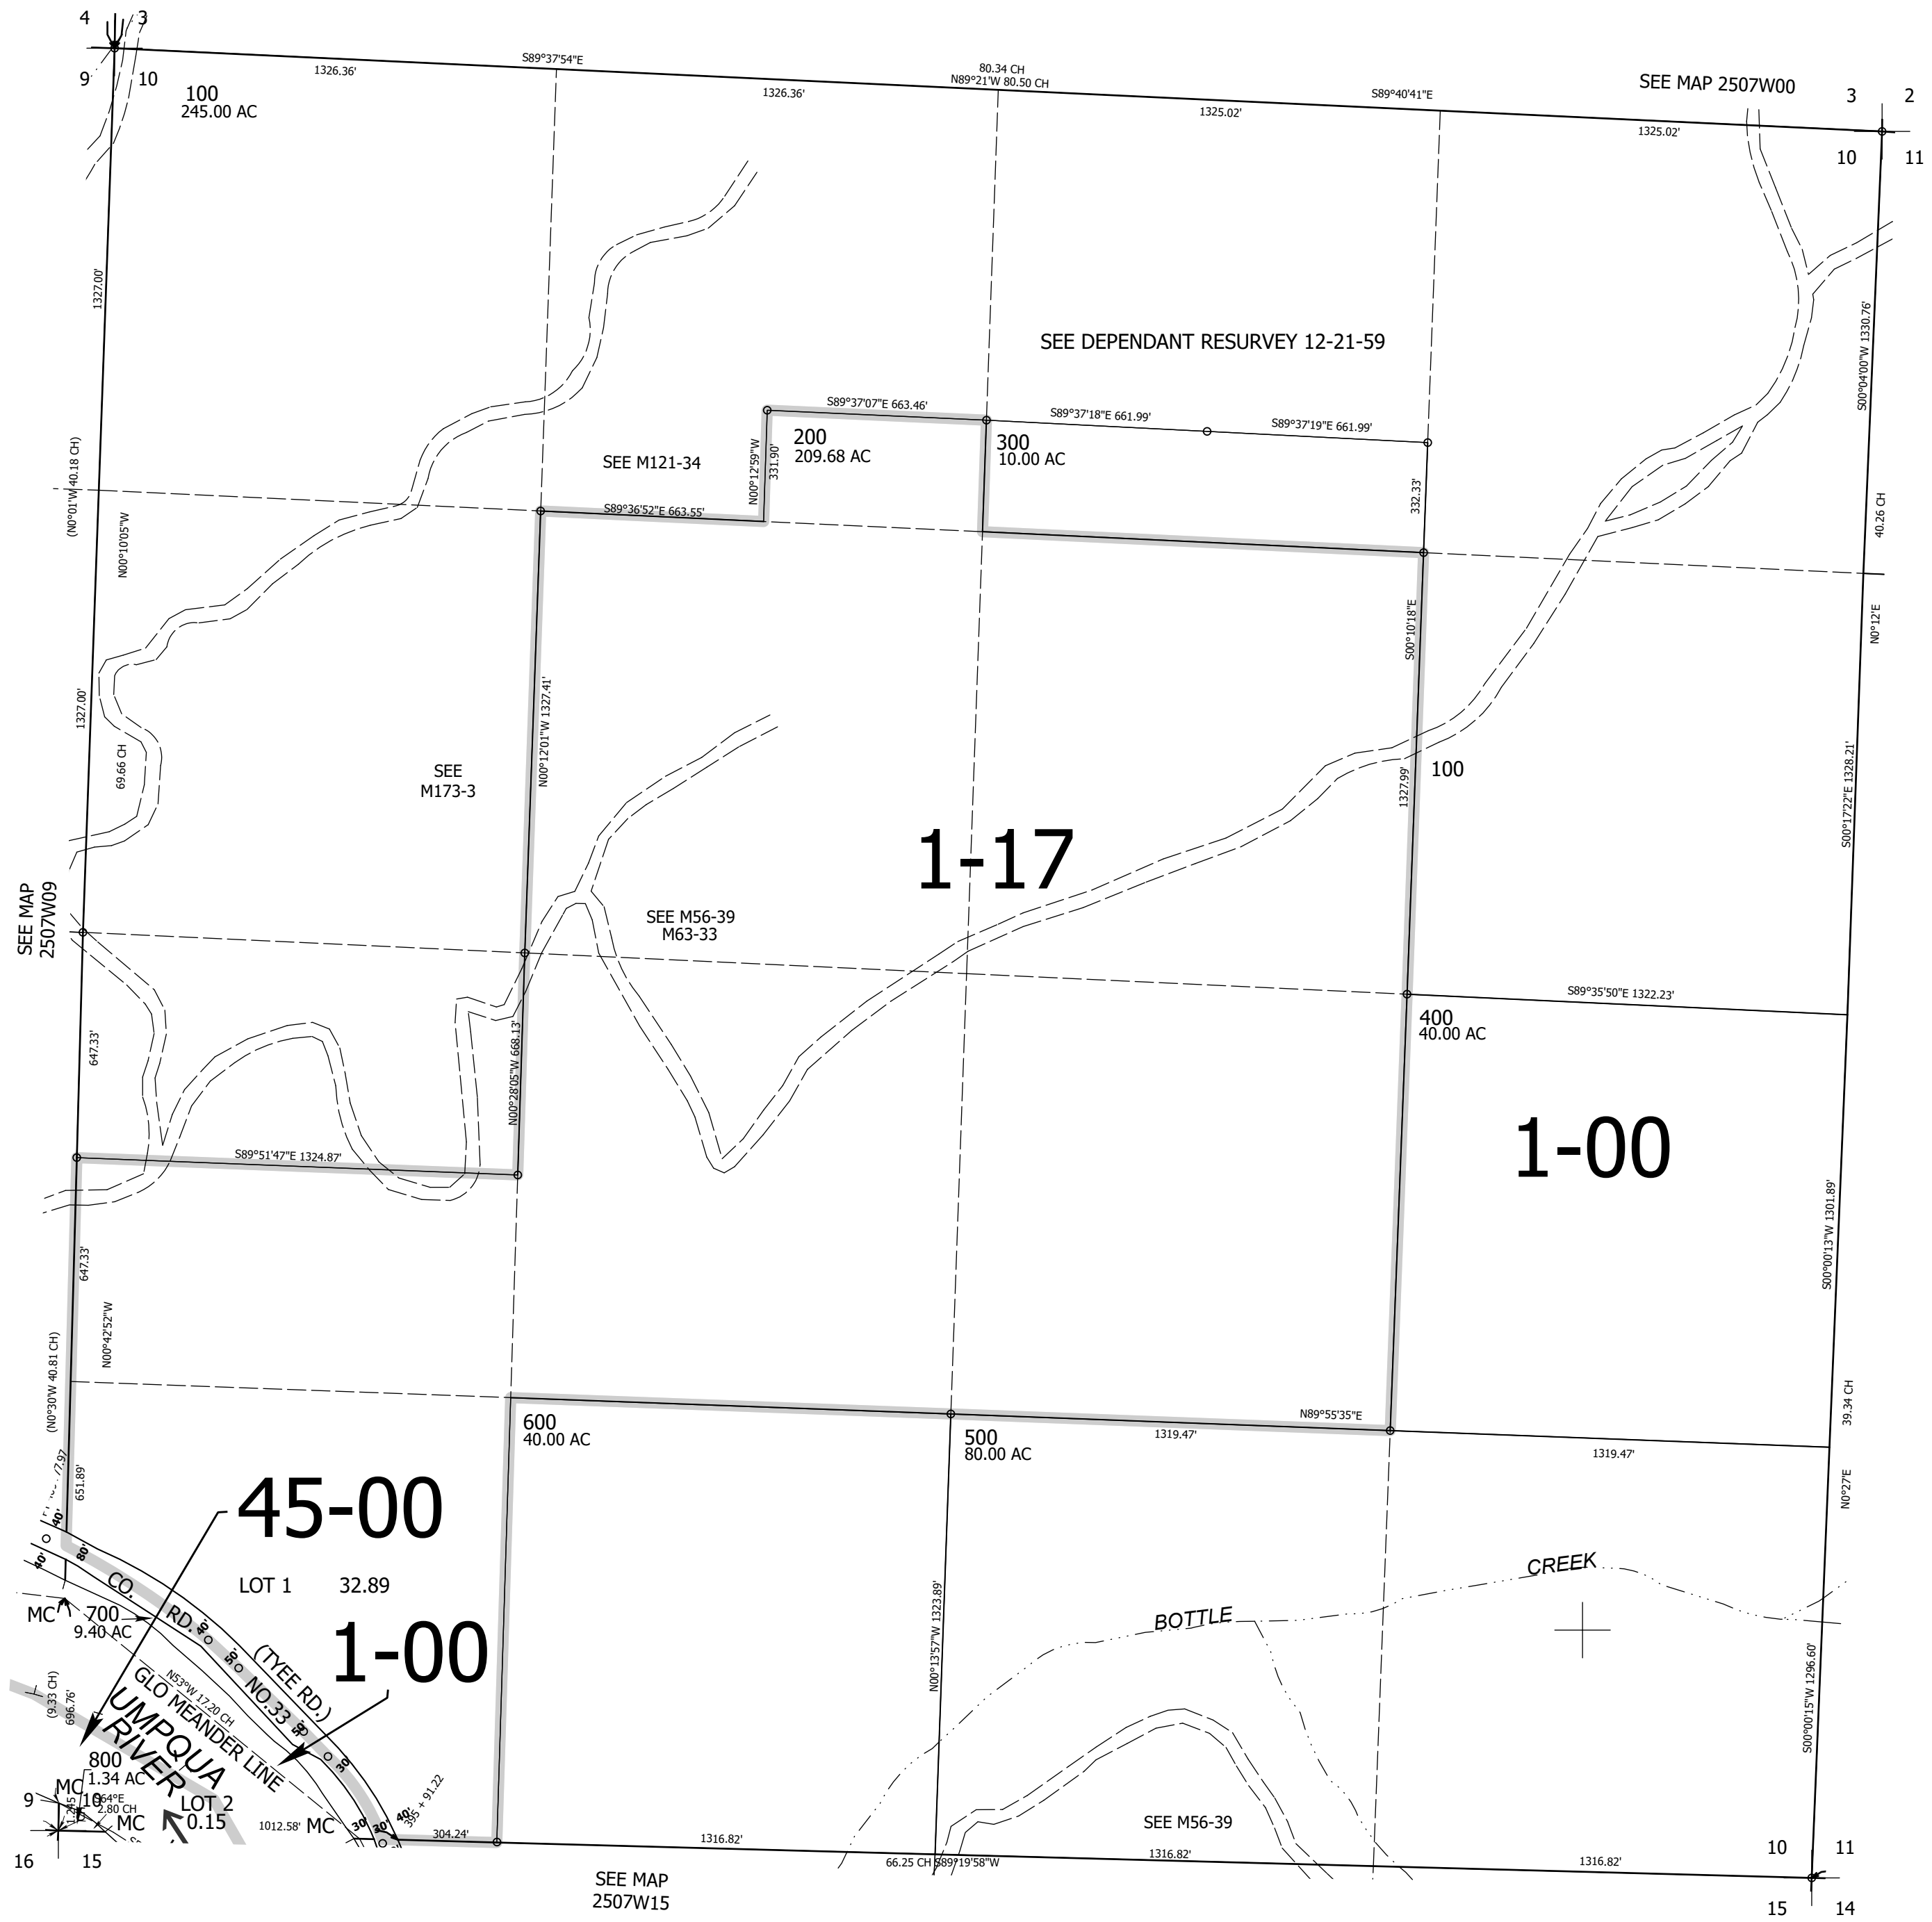 4
3
9
10
100
245.00 AC
1326.36'
S89°37'54"E
1326.36'
80.34 CH
N89°21'W 80.50 CH
1325.02'
S89°40'41"E
1325.02'
SEE MAP 2507W00
3
2
10
11
1327.00'
(N0°01'W 40.18 CH)
N00°10'05"W
1327.00'
69.66 CH
SEE DEPENDANT RESURVEY 12-21-59
S00°04'00"W 1330.76'
40.26 CH
N0°12'E
S00°17'22"E 1328.21'
SEE M121-34
S89°37'07"E 663.46'
N00°12'59"W
331.90'
200
209.68 AC
300
10.00 AC
S89°37'18"E 661.99'
S89°37'19"E 661.99'
332.33'
S89°36'52"E 663.55'
N00°12'01"W 1327.41'
S00°10'18"E
1327.99'
100
SEE
M173-3
1-17
SEE M56-39
M63-33
SEE MAP
2507W09
647.33'
N00°28'05"W 668.13'
S89°35'50"E 1322.23'
400
40.00 AC
1-00
S89°51'47"E 1324.87'
647.33'
N00°42'52"W
(N0°30'W 40.81 CH)
S00°00'13"W 1301.89'
39.34 CH
N0°27'E
600
40.00 AC
500
80.00 AC
N89°55'35"E
1319.47'
1319.47'
651.89'
45-00
LOT 1 32.89
1-00
40'
40'
80'
CO. RD. NO.33
(TYEE RD.)
40'
50'
50'
30'
MC
700
9.40 AC
N53°W 17.20 CH
GLO MEANDER LINE
UMPQUA
RIVER
(9.33 CH)
696.76'
800
1.34 AC
MC
9
10
S64°E
2.80 CH
MC
LOT 2
0.15
1012.58'
MC
30'
30'
40'
395 + 91.22
304.24'
1316.82'
16
15
N00°13'57"W 1323.89'
BOTTLE CREEK
SEE M56-39
66.25 CH S89°19'58"W
1316.82'
1316.82'
S00°00'15"W 1296.60'
10
11
15
14
SEE MAP
2507W15